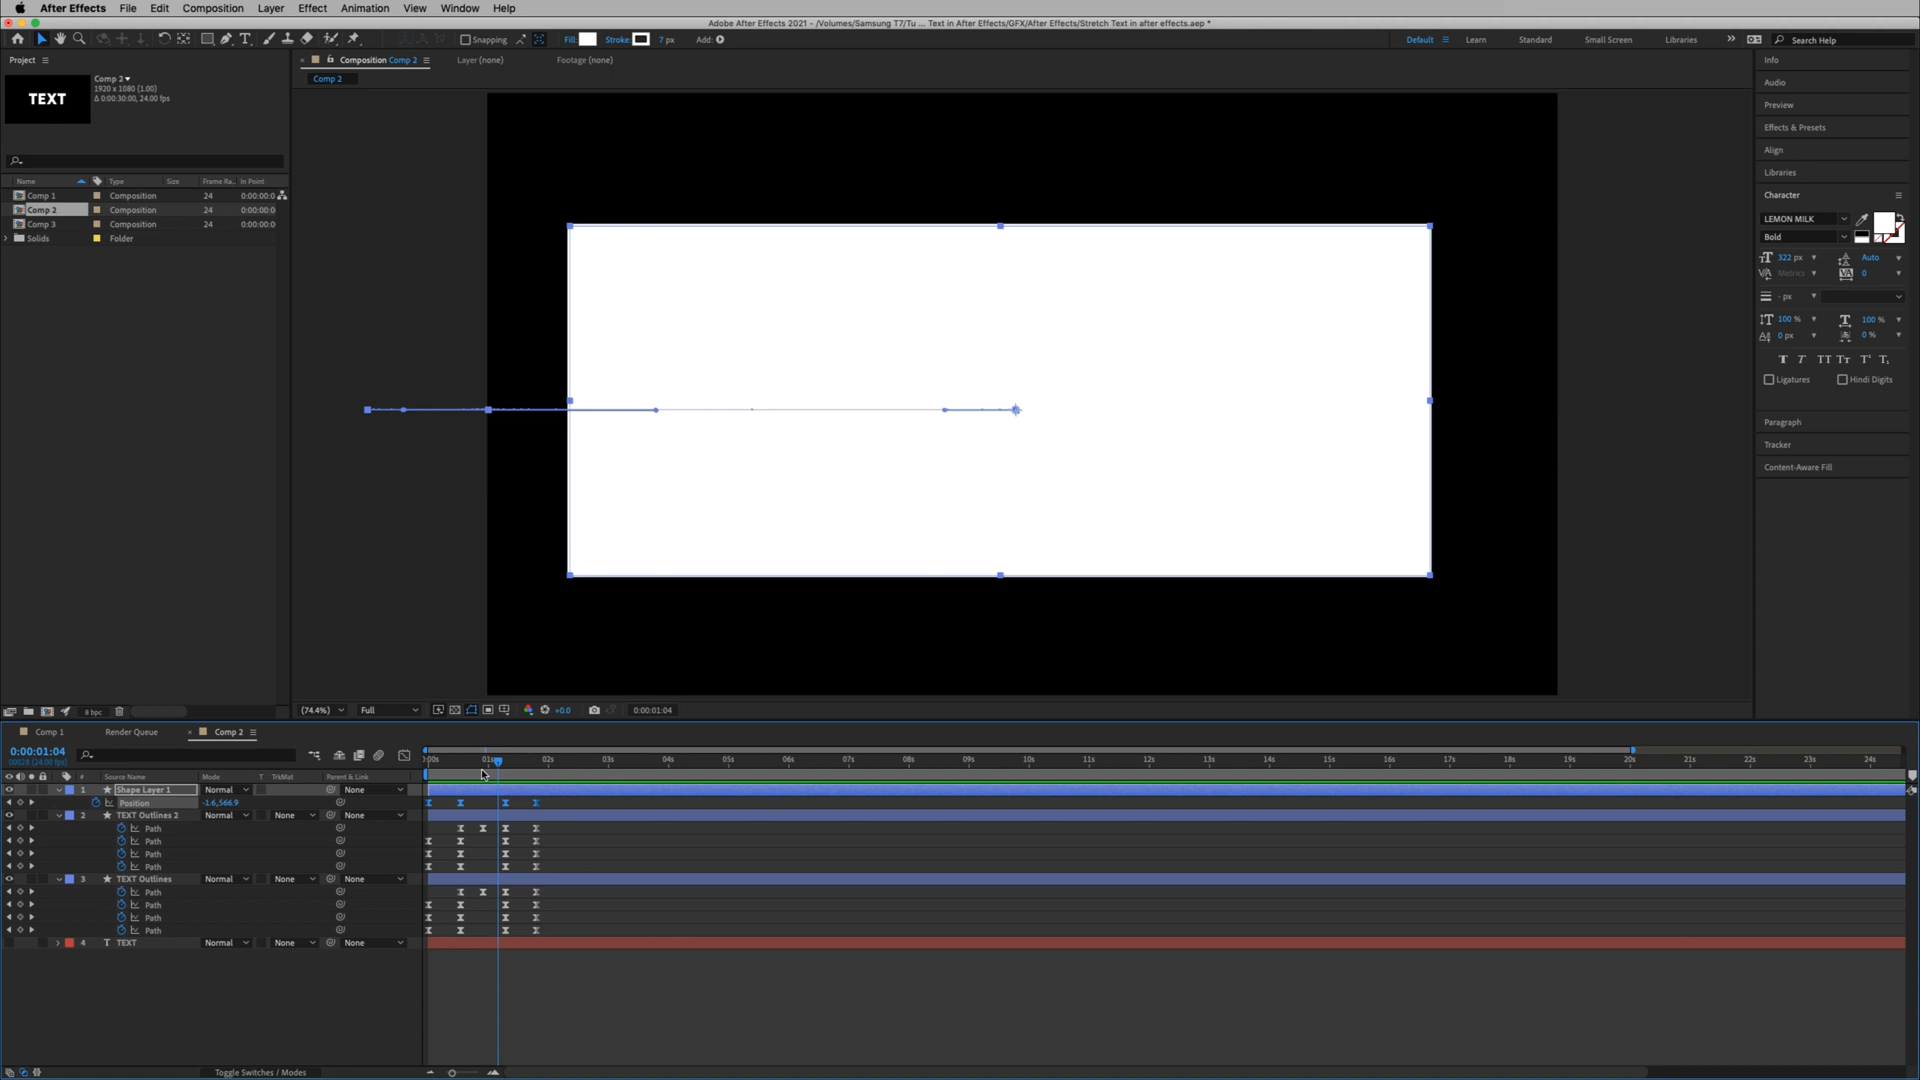 After Effects File Edit Composition Layer Effect Animation View Window Help
Adobe After Effects 2021 - /Volumes/Samsung T7/Tu ... Text in After Effects/GFX/After Effects/Stretch Text in after effects.aep *
Snapping Fill: Stroke: 7 px Add: Default Learn Standard Small Screen Libraries Search Help
Project Composition Comp 2 Layer (none) Footage (none) Info
Comp 2
Comp 2
1920 x 1080 (1.00)
Δ 0:00:30:00, 24.00 fps
TEXT
Audio
Preview
Effects & Presets
Align
Libraries
Character
LEMON MILK
Bold
322 px Auto
Metrics 0
- px
100 % 100 %
0 px 0 %
T T TT Tt T¹ T₁
Ligatures Hindi Digits
Paragraph
Tracker
Content-Aware Fill
Name Type Size Frame Ra... In Point
Comp 1 Composition 24 0:00:00:0
Comp 2 Composition 24 0:00:00:0
Comp 3 Composition 24 0:00:00:0
Solids Folder
8 bpc (74.4%) Full +0.0 0:00:01:04
Comp 1 Render Queue Comp 2
0:00:01:04
00028 (24.00 fps)
:00s 01s 02s 03s 04s 05s 06s 07s 08s 09s 10s 11s 12s 13s 14s 15s 16s 17s 18s 19s 20s 21s 22s 23s 24s
# Source Name Mode T TrkMat Parent & Link
1 Shape Layer 1 Normal None
Position -1.6,566.9
2 TEXT Outlines 2 Normal None None
Path
Path
Path
Path
3 TEXT Outlines Normal None None
Path
Path
Path
Path
4 T TEXT Normal None None
Toggle Switches / Modes